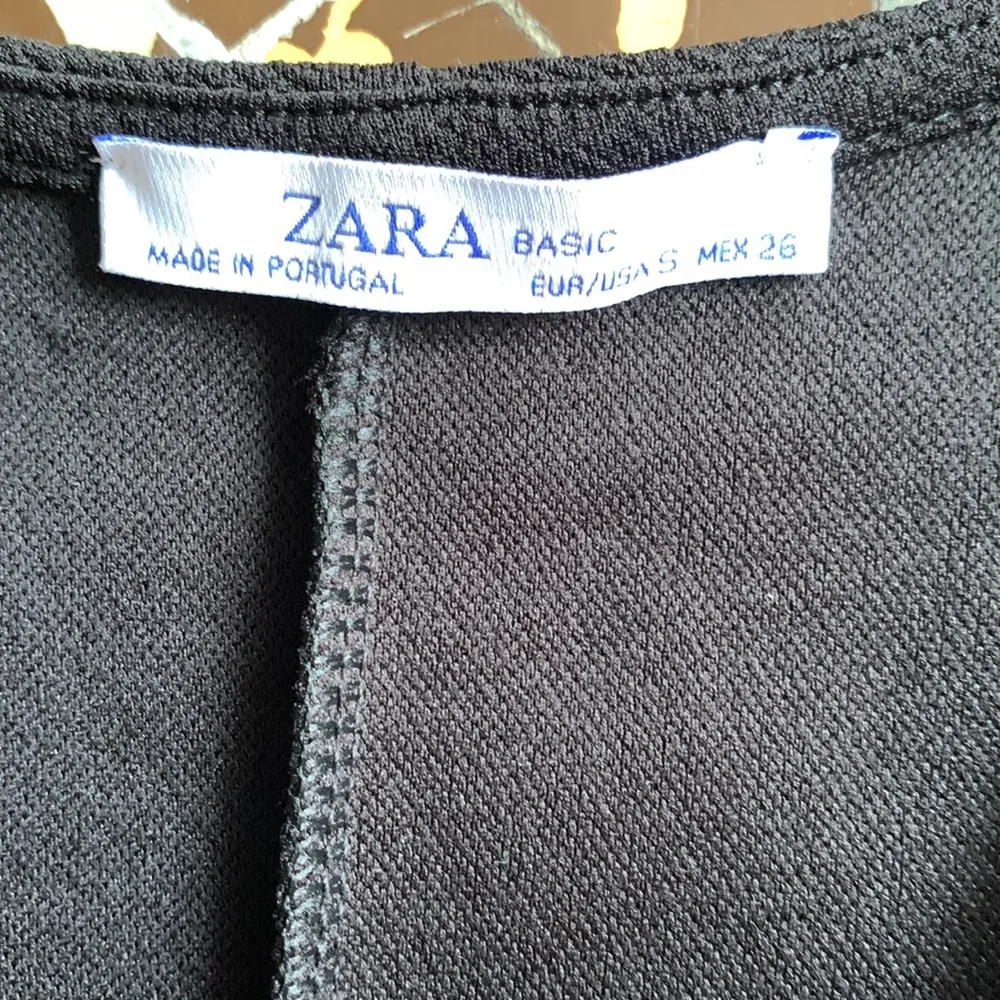 ZARA BASIC
MADE IN PORTUGAL EUR/USA S MEX 26